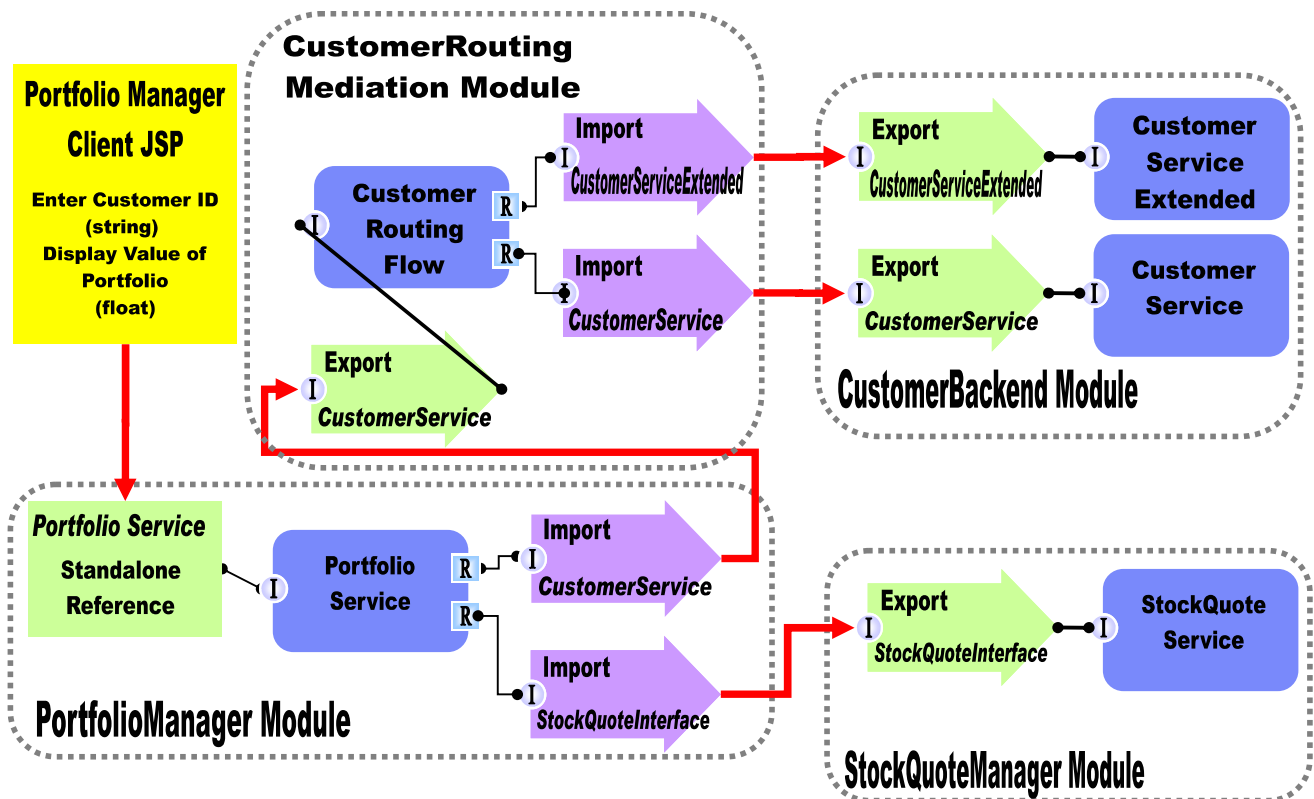 CustomerRouting
Mediation Module
Portfolio Manager
Client JSP
Enter Customer ID
(string)
Display Value of
Portfolio
(float)
Customer
Routing
Flow
I
R
R
Import
I
CustomerServiceExtended
Import
I
CustomerService
Export
I
CustomerService
Export
I
CustomerServiceExtended
I
Customer
Service
Extended
Export
I
CustomerService
I
Customer
Service
CustomerBackend Module
Portfolio Service
Standalone
Reference
I
Portfolio
Service
R
R
Import
I
CustomerService
Import
I
StockQuoteInterface
PortfolioManager Module
Export
I
StockQuoteInterface
I
StockQuote
Service
StockQuoteManager Module